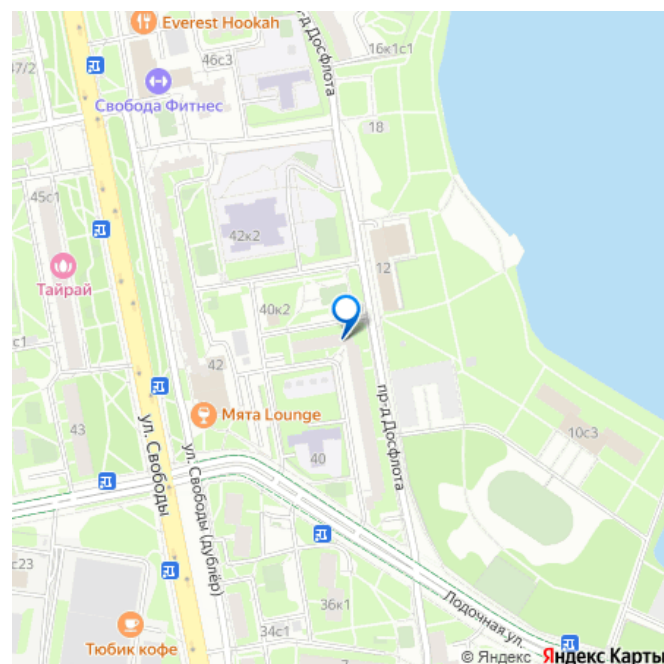 Everest Hookah
46с3
16к1с1
47/2
пр-д Досфлота
Свобода Фитнес
18
45с1
42к2
12
Тайрай
40к2
с1
42
Мята Lounge
пр-д Досфлота
43
ул. Свободы
ул. Свободы (дублёр)
40
10с3
с23
36к1
Лодочная ул.
34с1
Тюбик кофе
© Яндекс Яндекс Карты